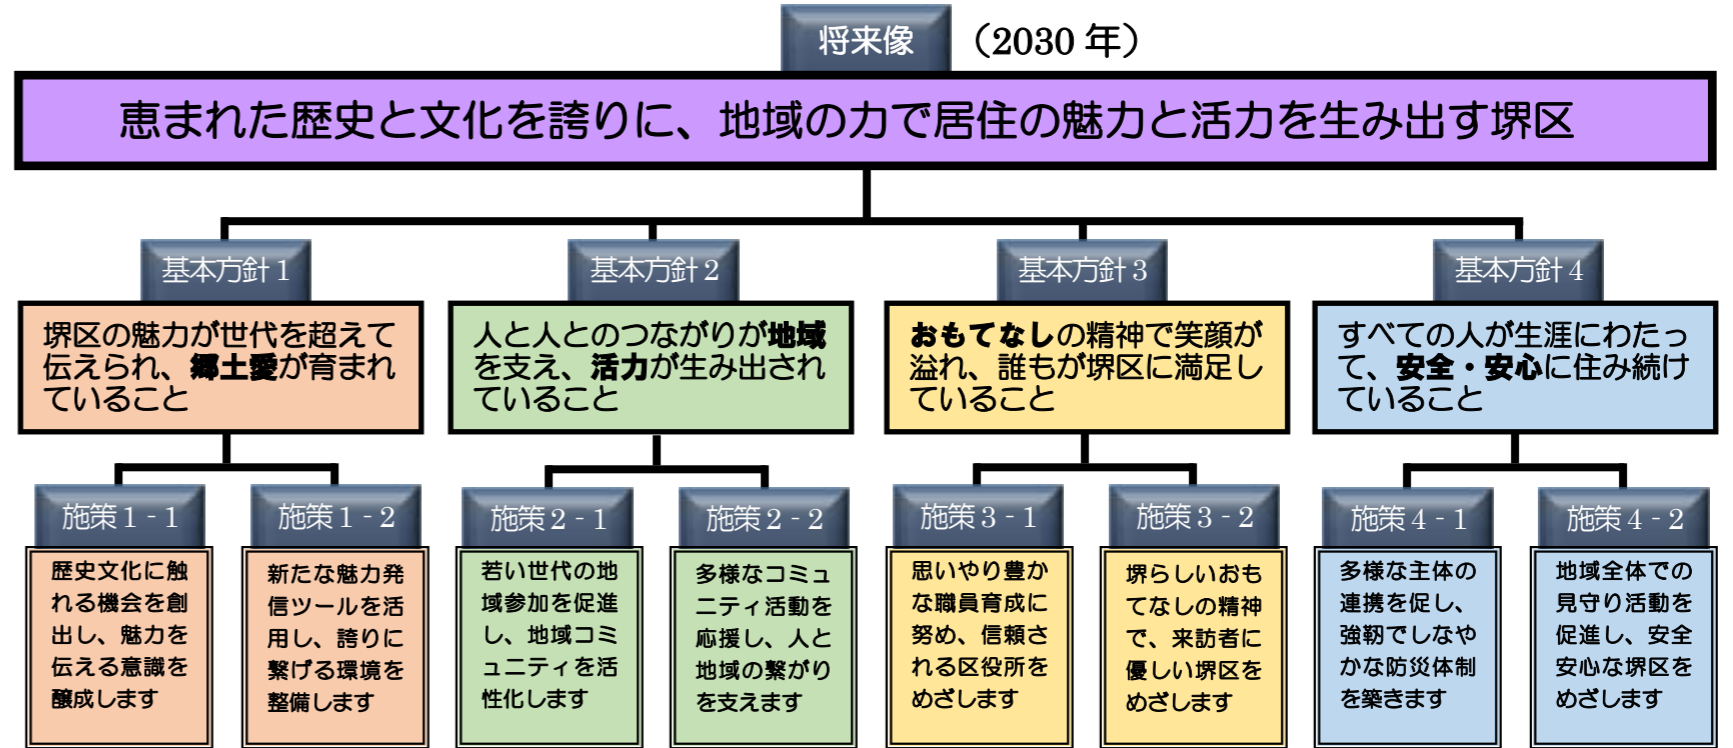 将来像 （2030 年）
恵まれた歴史と文化を誇りに、地域の力で居住の魅力と活力を生み出す堺区
基本方針 1
堺区の魅力が世代を超えて
伝えられ、郷土愛が育まれ
ていること
基本方針 2
人と人とのつながりが地域
を支え、活力が生み出され
ていること
基本方針 3
おもてなしの精神で笑顔が
溢れ、誰もが堺区に満足し
ていること
基本方針 4
すべての人が生涯にわたっ
て、安全・安心に住み続け
ていること
施策 1 - 1
歴史文化に触
れる機会を創
出し、魅力を
伝える意識を
醸成します
施策 1 - 2
新たな魅力発
信ツールを活
用し、誇りに
繋げる環境を
整備します
施策 2 - 1
若い世代の地
域参加を促進
し、地域コミ
ュニティを活
性化します
施策 2 - 2
多様なコミュ
ニティ活動を
応援し、人と
地域の繋がり
を支えます
施策 3 - 1
思いやり豊か
な職員育成に
努め、信頼さ
れる区役所を
めざします
施策 3 - 2
堺らしいおも
てなしの精神
で、来訪者に
優しい堺区を
めざします
施策 4 - 1
多様な主体の
連携を促し、
強靭でしなや
かな防災体制
を築きます
施策 4 - 2
地域全体での
見守り活動を
促進し、安全
安心な堺区を
めざします